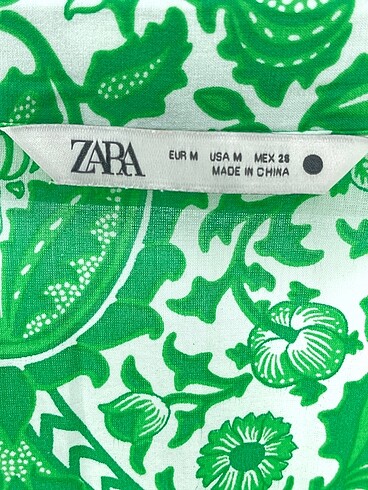 ZARA
EUR M USA M MEX 28
MADE IN CHINA